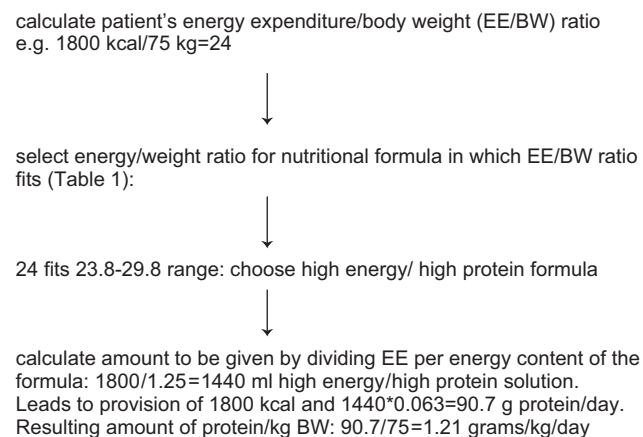 calculate patient's energy expenditure/body weight (EE/BW) ratio
e.g. 1800 kcal/75 kg=24
select energy/weight ratio for nutritional formula in which EE/BW ratio
fits (Table 1):
24 fits 23.8-29.8 range: choose high energy/ high protein formula
calculate amount to be given by dividing EE per energy content of the
formula: 1800/1.25=1440 ml high energy/high protein solution.
Leads to provision of 1800 kcal and 1440*0.063=90.7 g protein/day.
Resulting amount of protein/kg BW: 90.7/75=1.21 grams/kg/day